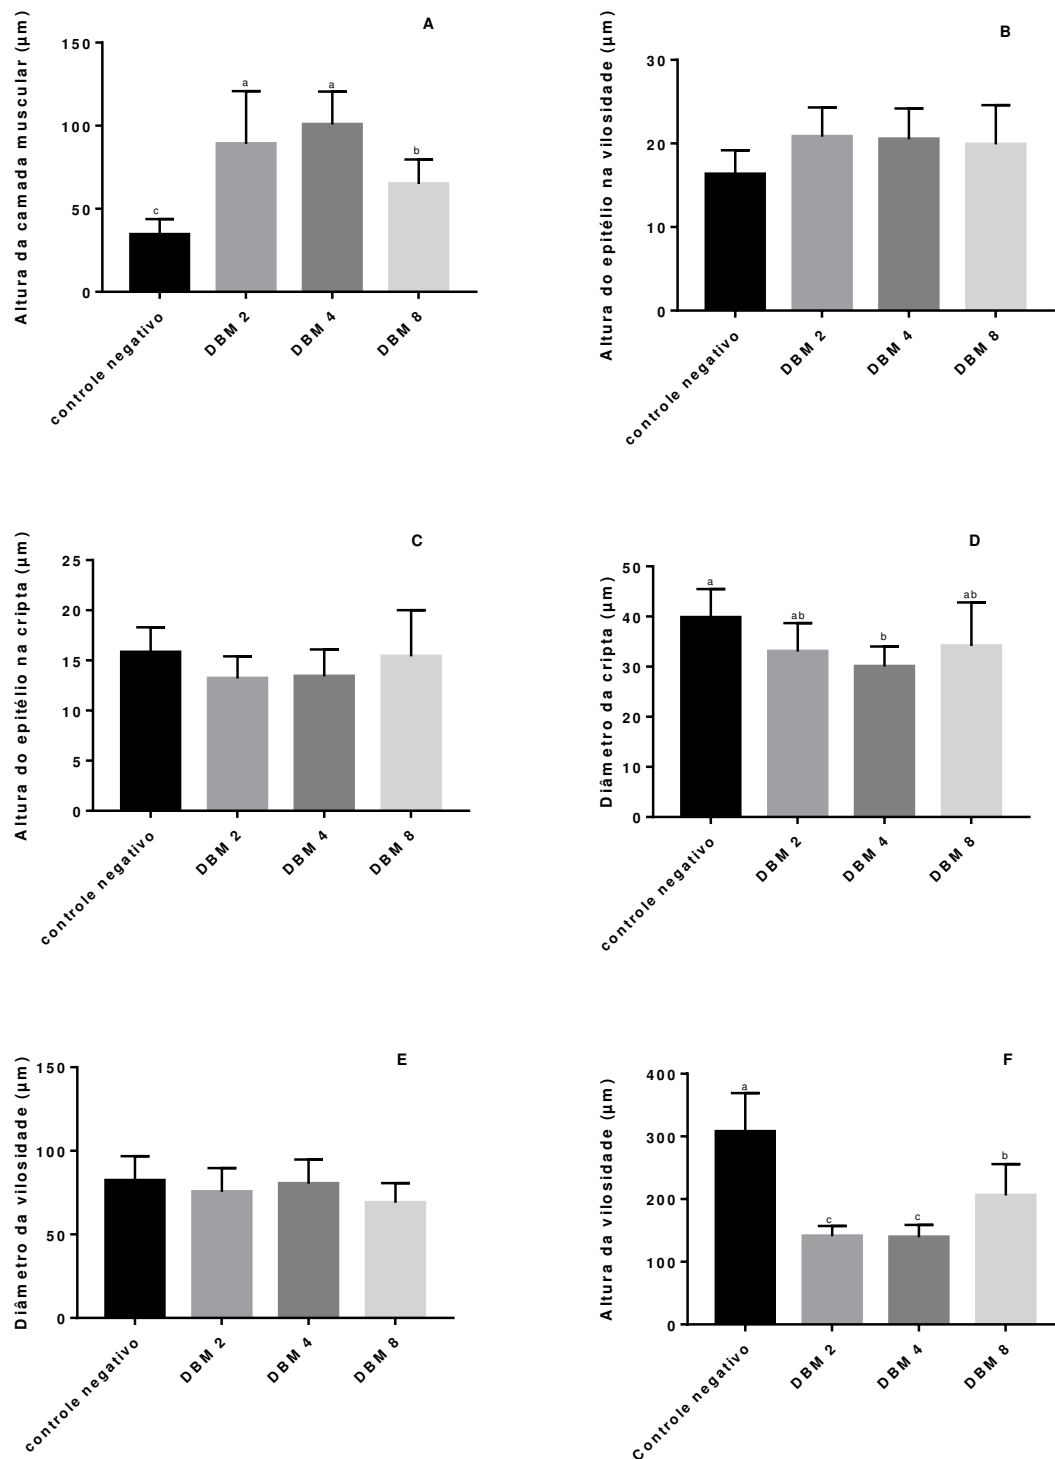 A
Altura da camada muscular (µm)
150
100
50
0
c
a
a
b
controle negativo
DBM 2
DBM 4
DBM 8
B
Altura do epitélio na vilosidade (µm)
30
20
10
0
controle negativo
DBM 2
DBM 4
DBM 8
C
Altura do epitélio na cripta (µm)
25
20
15
10
5
0
controle negativo
DBM 2
DBM 4
DBM 8
D
Diâmetro da cripta (µm)
50
40
30
20
10
0
a
ab
b
ab
controle negativo
DBM 2
DBM 4
DBM 8
E
Diâmetro da vilosidade (µm)
150
100
50
0
controle negativo
DBM 2
DBM 4
DBM 8
F
Altura da vilosidade (µm)
400
300
200
100
0
a
c
c
b
Controle negativo
DBM 2
DBM 4
DBM 8